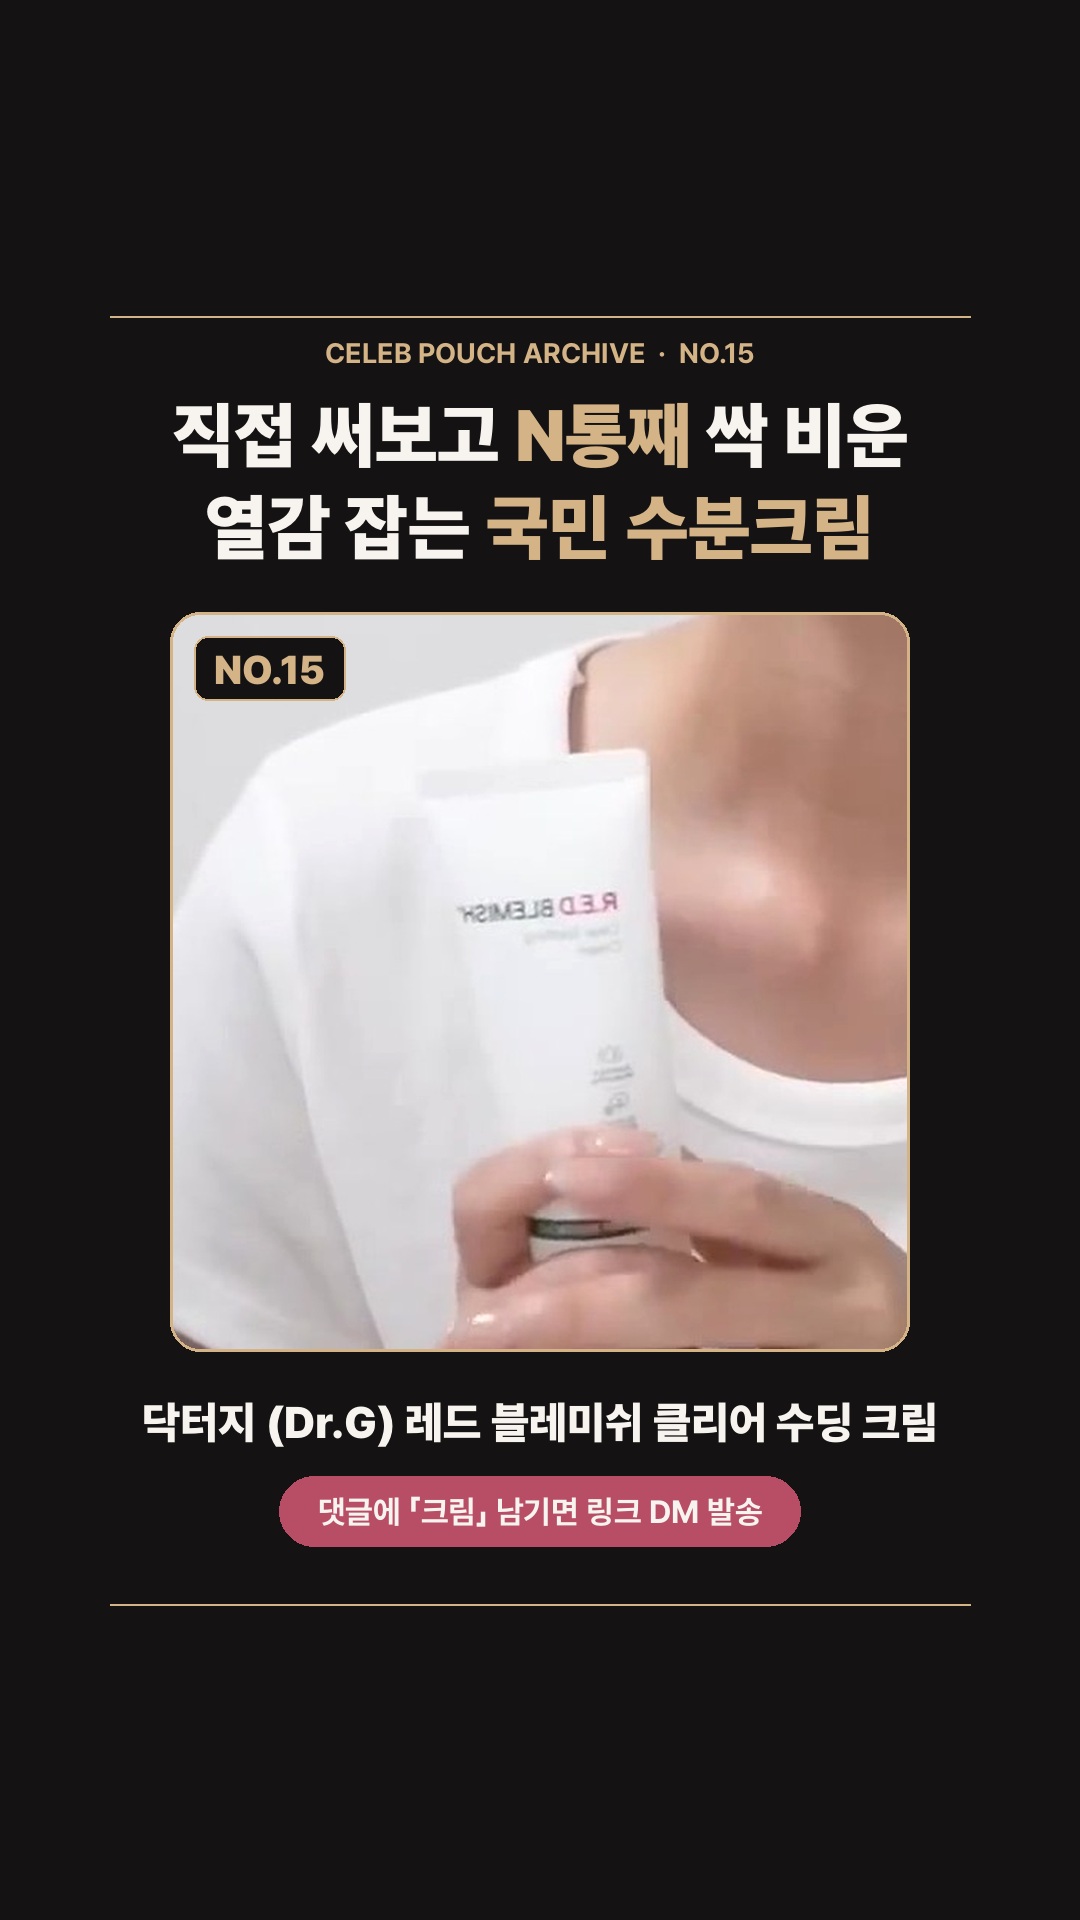 CELEB POUCH ARCHIVE · NO.15
직접 써보고 N통째 싹 비운
열감 잡는 국민 수분크림
NO.15
R.E.D BLEMISH
닥터지 (Dr.G) 레드 블레미쉬 클리어 수딩 크림
댓글에 「크림」 남기면 링크 DM 발송